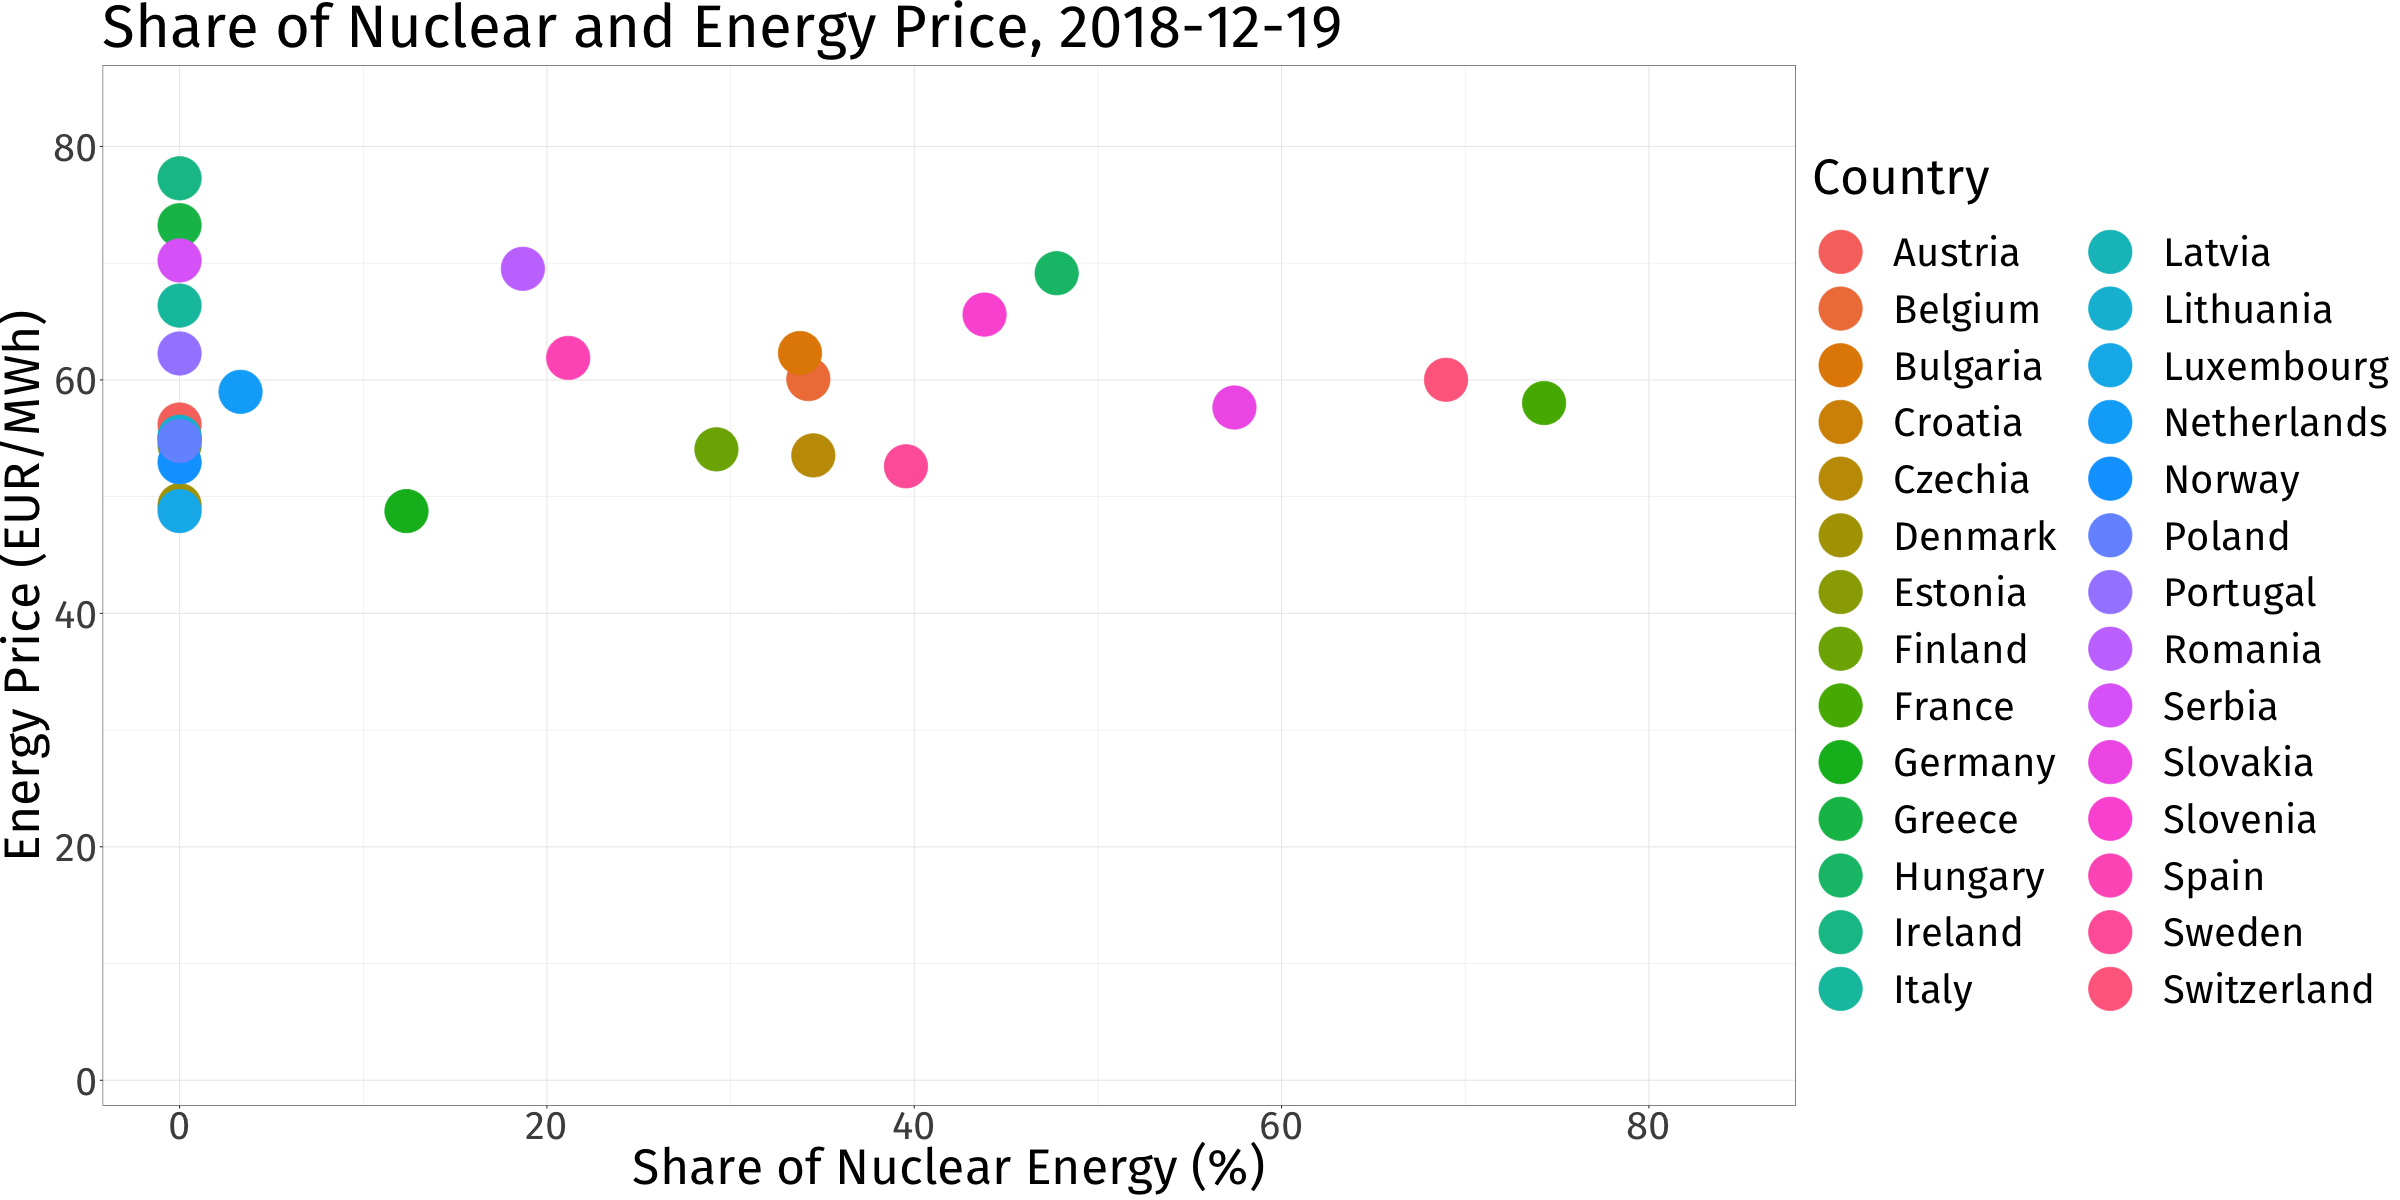 Share of Nuclear and Energy Price, 2018-12-19
Energy Price (EUR/MWh)
80
60
40
20
0
0 20 40 60 80
Share of Nuclear Energy (%)
Country
Austria
Belgium
Bulgaria
Croatia
Czechia
Denmark
Estonia
Finland
France
Germany
Greece
Hungary
Ireland
Italy
Latvia
Lithuania
Luxembourg
Netherlands
Norway
Poland
Portugal
Romania
Serbia
Slovakia
Slovenia
Spain
Sweden
Switzerland